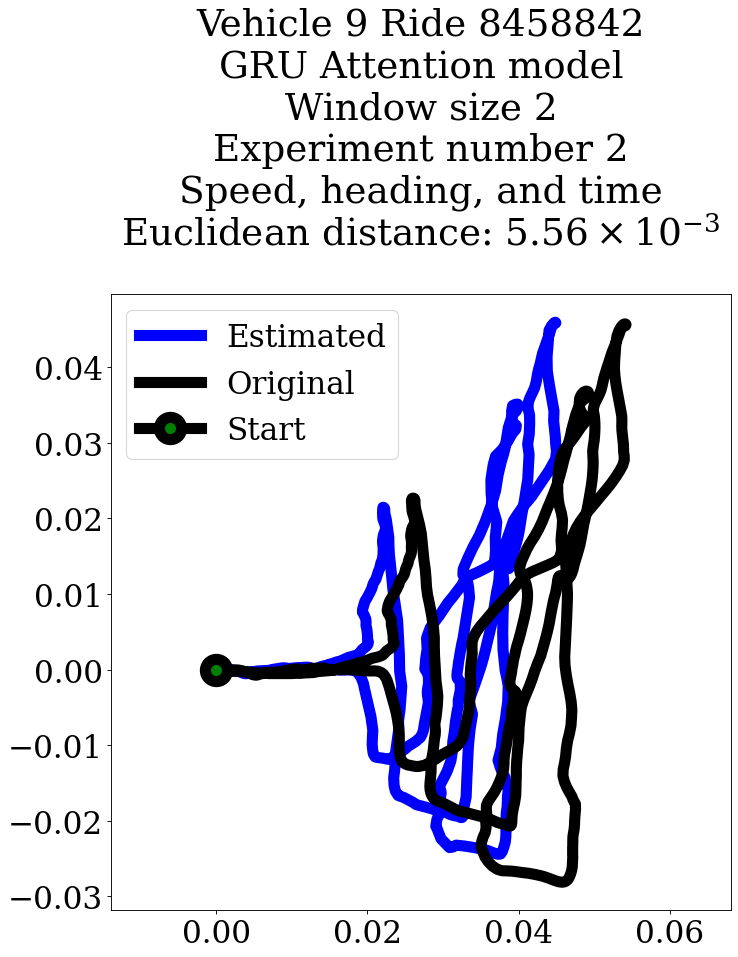 Vehicle 9 Ride 8458842
GRU Attention model
Window size 2
Experiment number 2
Speed, heading, and time
Euclidean distance: 5.56 × 10⁻³
Estimated
Original
Start
0.04
0.03
0.02
0.01
0.00
−0.01
−0.02
−0.03
0.00 0.02 0.04 0.06